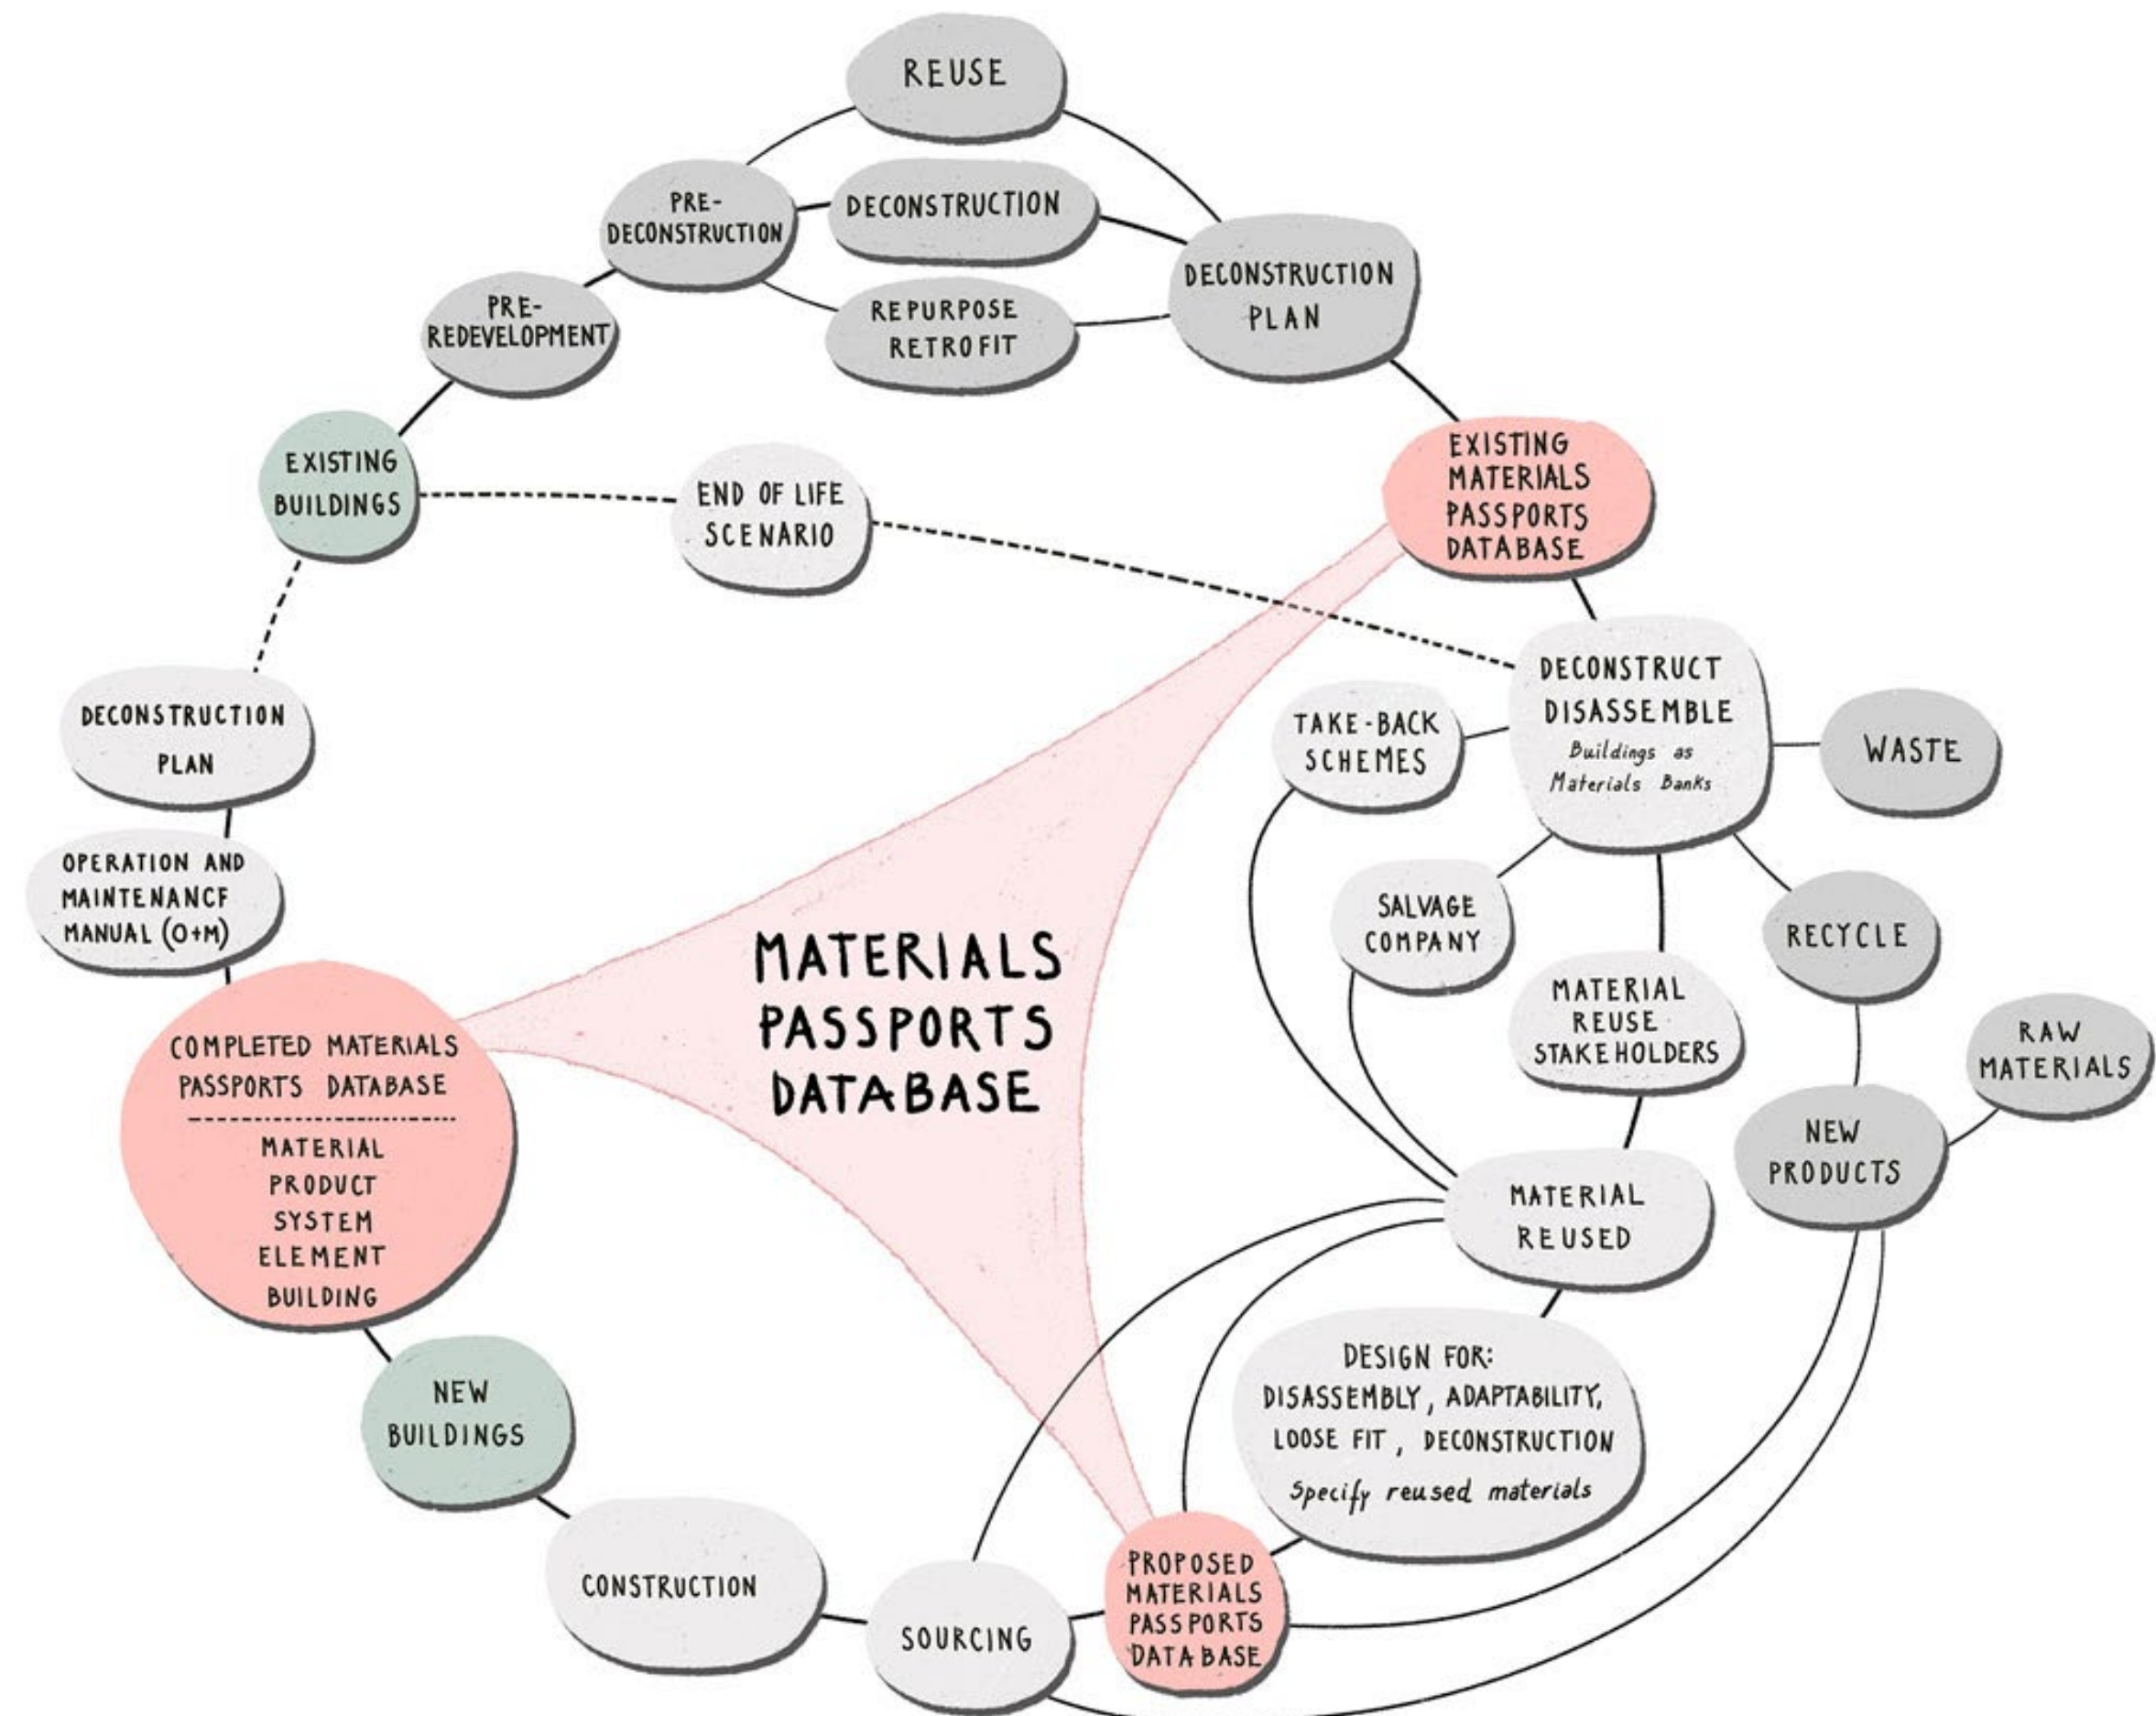 REUSE
PRE-
DECONSTRUCTION
DECONSTRUCTION
REPURPOSE
RETROFIT
DECONSTRUCTION
PLAN
PRE-
REDEVELOPMENT
EXISTING
BUILDINGS
END OF LIFE
SCENARIO
EXISTING
MATERIALS
PASSPORTS
DATABASE
DECONSTRUCTION
PLAN
OPERATION AND
MAINTENANCE
MANUAL (O+M)
DECONSTRUCT
DISASSEMBLE
Buildings as
Materials Banks
TAKE-BACK
SCHEMES
WASTE
SALVAGE
COMPANY
RECYCLE
MATERIAL
REUSE
STAKEHOLDERS
RAW
MATERIALS
NEW
PRODUCTS
MATERIALS
PASSPORTS
DATABASE
COMPLETED MATERIALS
PASSPORTS DATABASE
MATERIAL
PRODUCT
SYSTEM
ELEMENT
BUILDING
MATERIAL
REUSED
DESIGN FOR:
DISASSEMBLY, ADAPTABILITY,
LOOSE FIT, DECONSTRUCTION
Specify reused materials
NEW
BUILDINGS
CONSTRUCTION
SOURCING
PROPOSED
MATERIALS
PASSPORTS
DATABASE